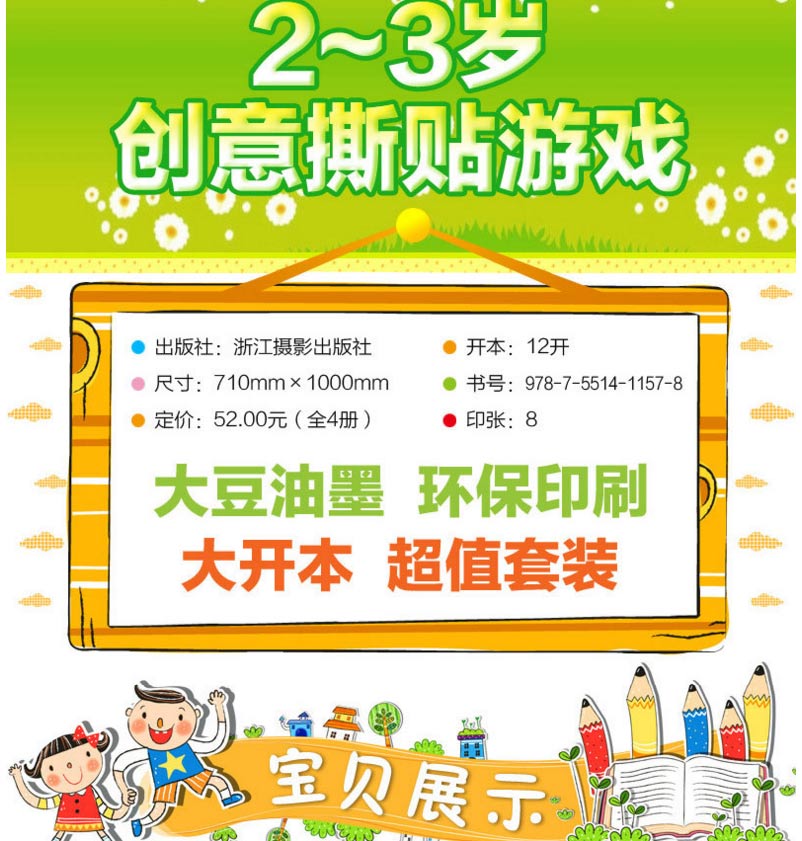 2~3岁
创意撕贴游戏
出版社：浙江摄影出版社
开本：12开
尺寸：710mm×1000mm
书号：978-7-5514-1157-8
定价：52.00元（全4册）
印张：8
大豆油墨 环保印刷
大开本 超值套装
宝贝展示